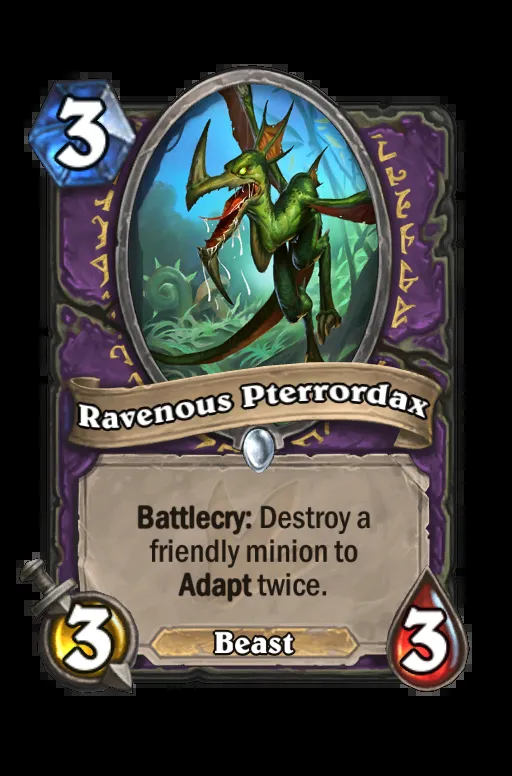 3
Ravenous Pterrordax
Battlecry: Destroy a
friendly minion to
Adapt twice.
3
Beast
3